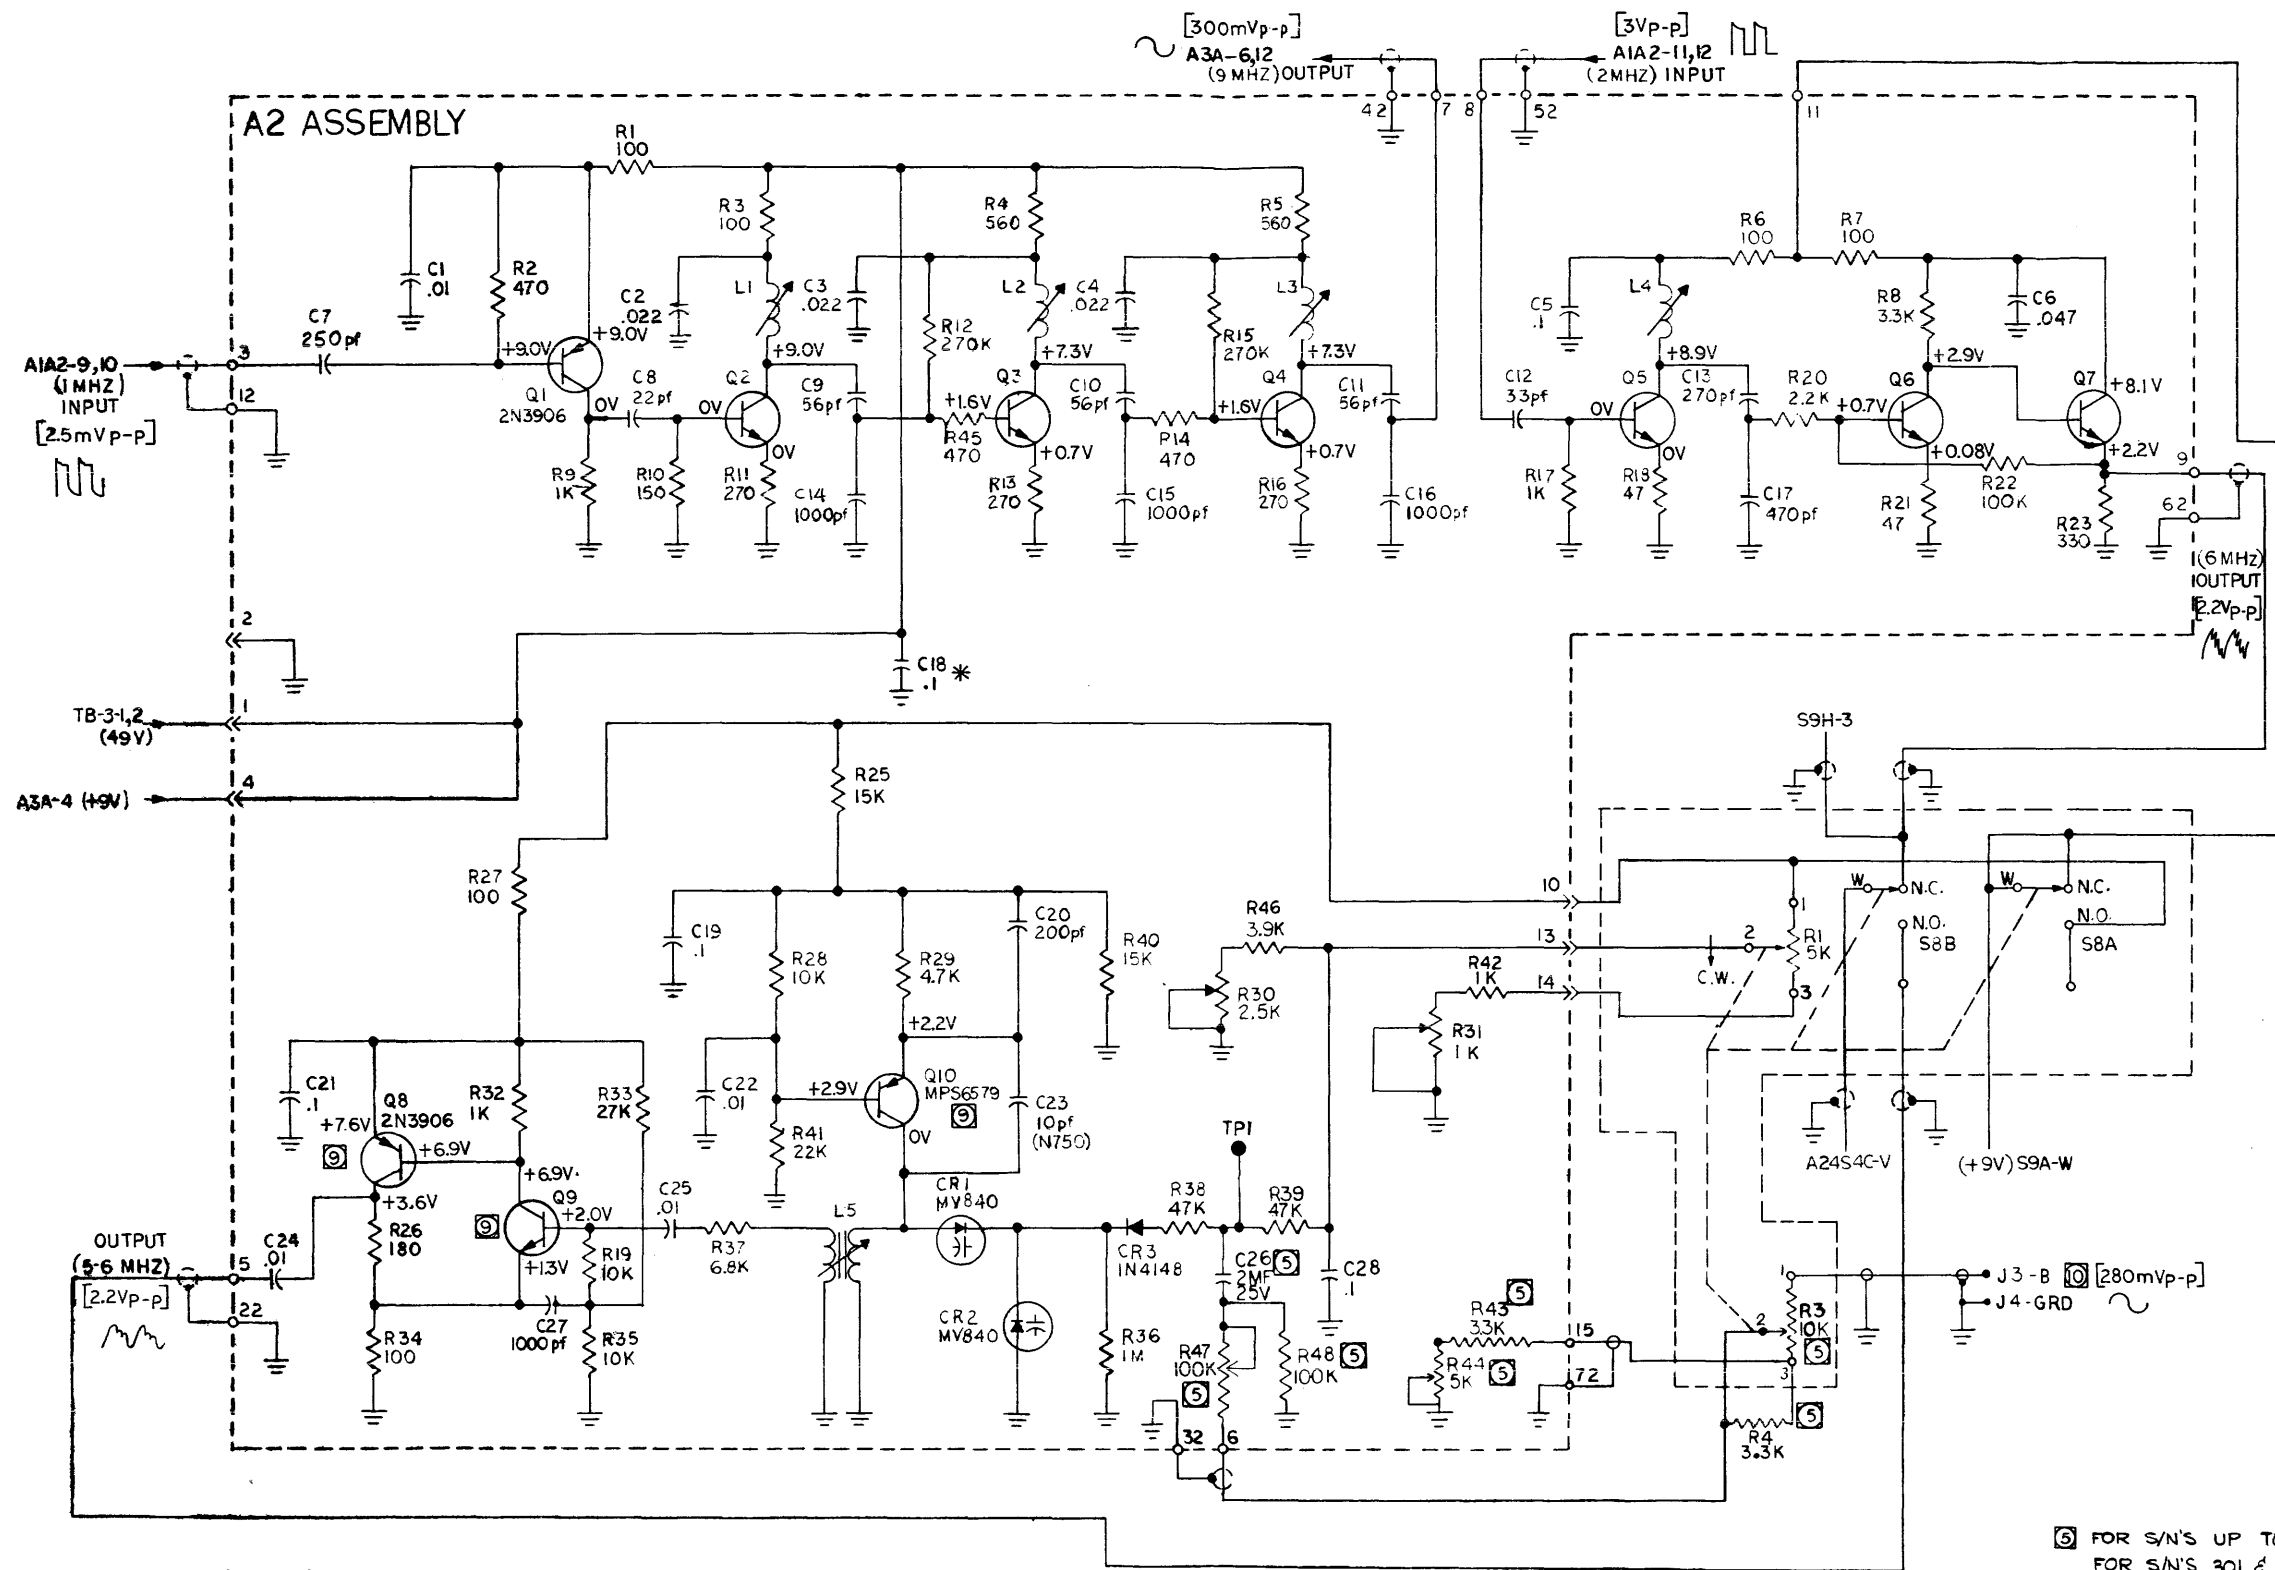 [300mVp-p]
A3A-6,12
(9MHZ)OUTPUT
[3Vp-p]
A1A2-11,12
(2MHZ) INPUT
42
7
8
52
11
A2 ASSEMBLY
R1
100
R3
100
R4
560
R5
560
R6
100
R7
100
C1
.01
R2
470
C2
.022
L1
C3
.022
L2
C4
.022
L3
C5
.1
L4
R8
3.3K
C6
.047
C7
250pf
R12
270K
R15
270K
+9.0V
+9.0V
+9.0V
+7.3V
+7.3V
+8.9V
+2.9V
+8.1V
A1A2-9,10
(1MHZ)
INPUT
[2.5mVp-p]
3
12
Q1
2N3906
0V
C8
22pf
0V
Q2
C9
56pf
+1.6V
R45
470
Q3
C10
56pf
R14
470
+1.6V
Q4
C11
56pf
C12
33pf
0V
Q5
C13
270pf
R20
2.2K
+0.7V
Q6
Q7
0V
+0.7V
+0.7V
0V
+0.08V
+2.2V
9
R9
1K
R10
150
R11
270
C14
1000pf
R13
270
C15
1000pf
R16
270
C16
1000pf
R17
1K
R18
47
C17
470pf
R21
47
R22
100K
R23
330
62
(6MHz)
OUTPUT
[2.2Vp-p]
2
C18
.1 *
TB-3-1,2
(49V)
1
A3A-4 (+9V)
4
S9H-3
R25
15K
R27
100
C19
.1
R28
10K
R29
4.7K
C20
200pf
R40
15K
R46
3.9K
R30
2.5K
R42
1K
R31
1K
10
13
14
1
2
C.W.
R1
5K
3
W
N.C.
N.O.
S8B
W
N.C.
N.O.
S8A
+2.2V
C21
.1
Q8
2N3906
+7.6V
9
R32
1K
R33
27K
C22
.01
+2.9V
R41
22K
Q10
MPS6579
9
0V
C23
10pf
(N750)
+6.9V
+6.9V
Q9
+2.0V
9
+3.6V
R26
180
+1.3V
R19
10K
C25
.01
R37
6.8K
L5
CR1
MV840
CR2
MV840
R36
1M
CR3
1N4148
R38
47K
TP1
R39
47K
C26
2MF
25V
5
C28
.1
A24S4C-V
(+9V)S9A-W
OUTPUT
(5-6 MHZ)
[2.2Vp-p]
5
C24
.01
22
R34
100
C27
1000pf
R35
10K
R47
100K
5
R48
100K
5
R43
3.3K
5
R44
5K
5
15
72
1
2
R3
10K
5
3
R4
3.3K
5
J3-B 10 [280mVp-p]
J4-GRD
32
6
5 FOR S/N'S UP
FOR S/N'S 301 &